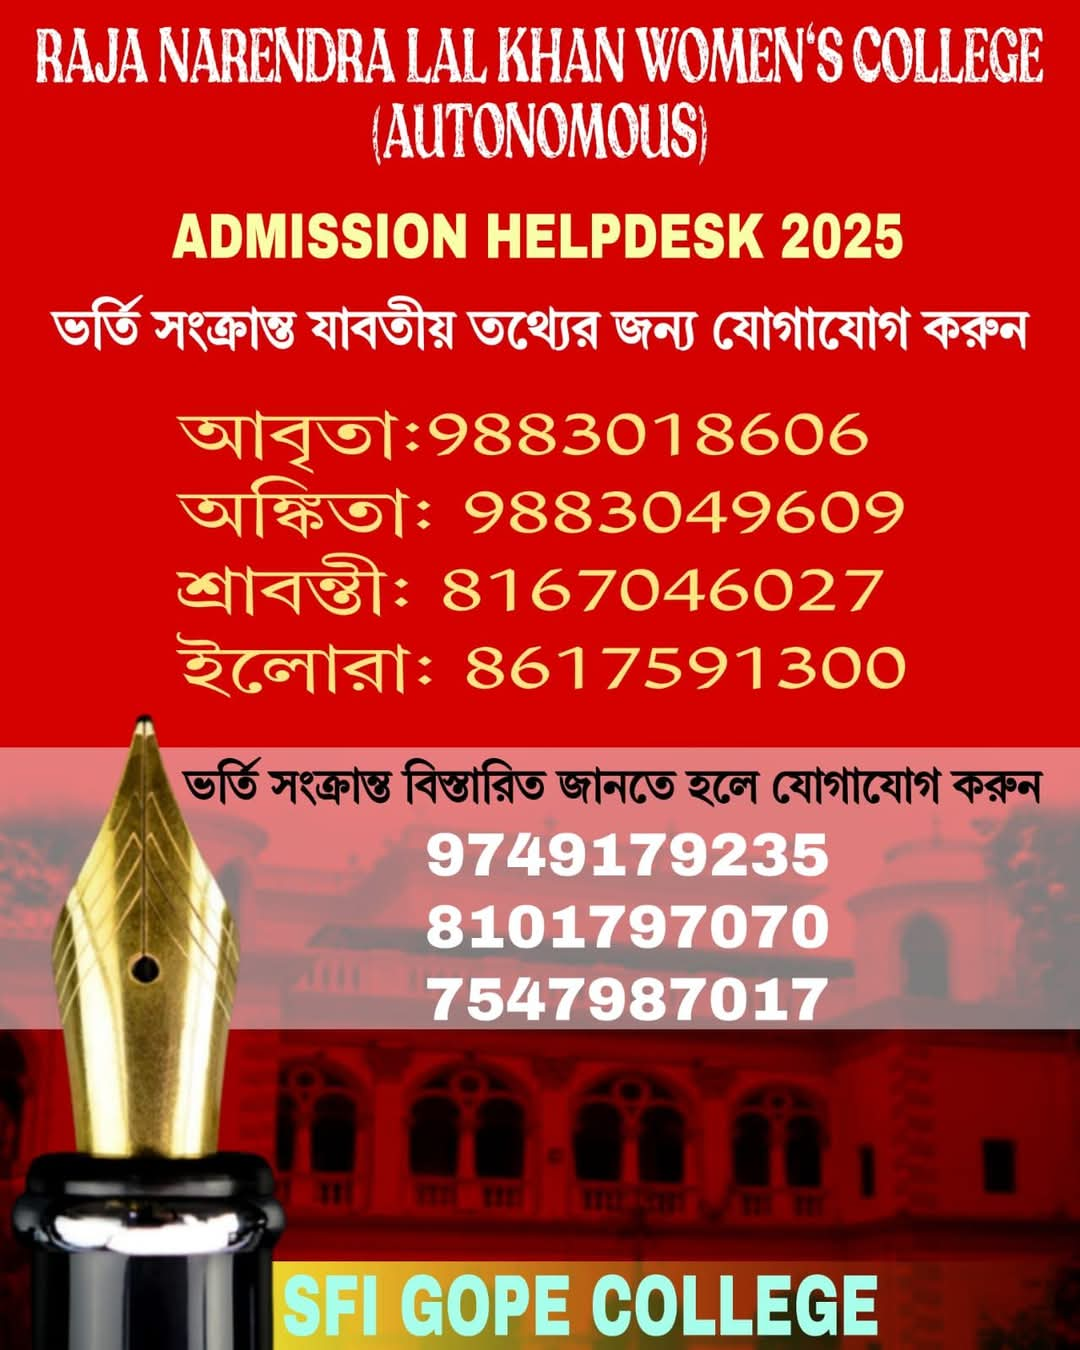 RAJA NARENDRA LAL KHAN WOMEN'S COLLEGE
(AUTONOMOUS)
ADMISSION HELPDESK 2025
ভর্তি সংক্রান্ত যাবতীয় তথ্যের জন্য যোগাযোগ করুন
আবৃতা:9883018606
অঙ্কিতা: 9883049609
শ্রাবন্তী: 8167046027
ইলোরা: 8617591300
ভর্তি সংক্রান্ত বিস্তারিত জানতে হলে যোগাযোগ করুন
9749179235
8101797070
7547987017
SFI GOPE COLLEGE